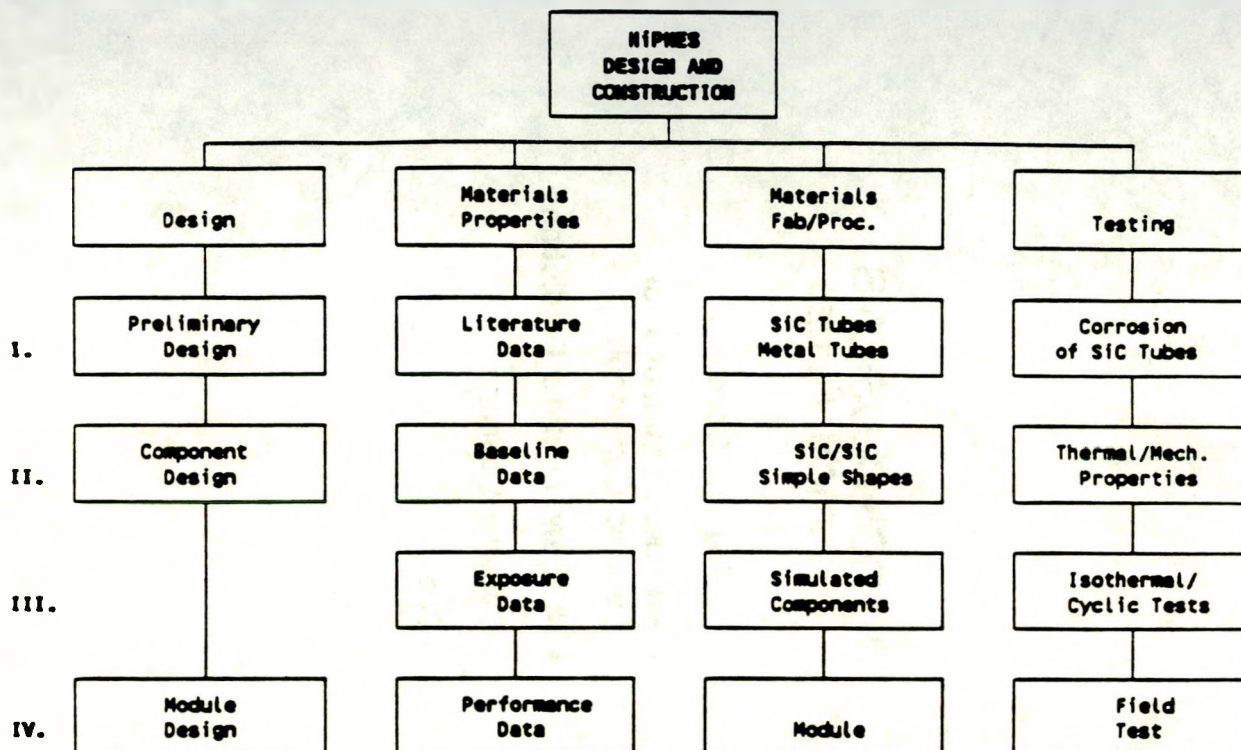 HiPHES
DESIGN AND
CONSTRUCTION
Design
Materials
Properties
Materials
Fab/Proc.
Testing
I.
Preliminary
Design
Literature
Data
SiC Tubes
Metal Tubes
Corrosion
of SiC Tubes
II.
Component
Design
Baseline
Data
SiC/SiC
Simple Shapes
Thermal/Mech.
Properties
III.
Exposure
Data
Simulated
Components
Isothermal/
Cyclic Tests
IV.
Module
Design
Performance
Data
Module
Field
Test